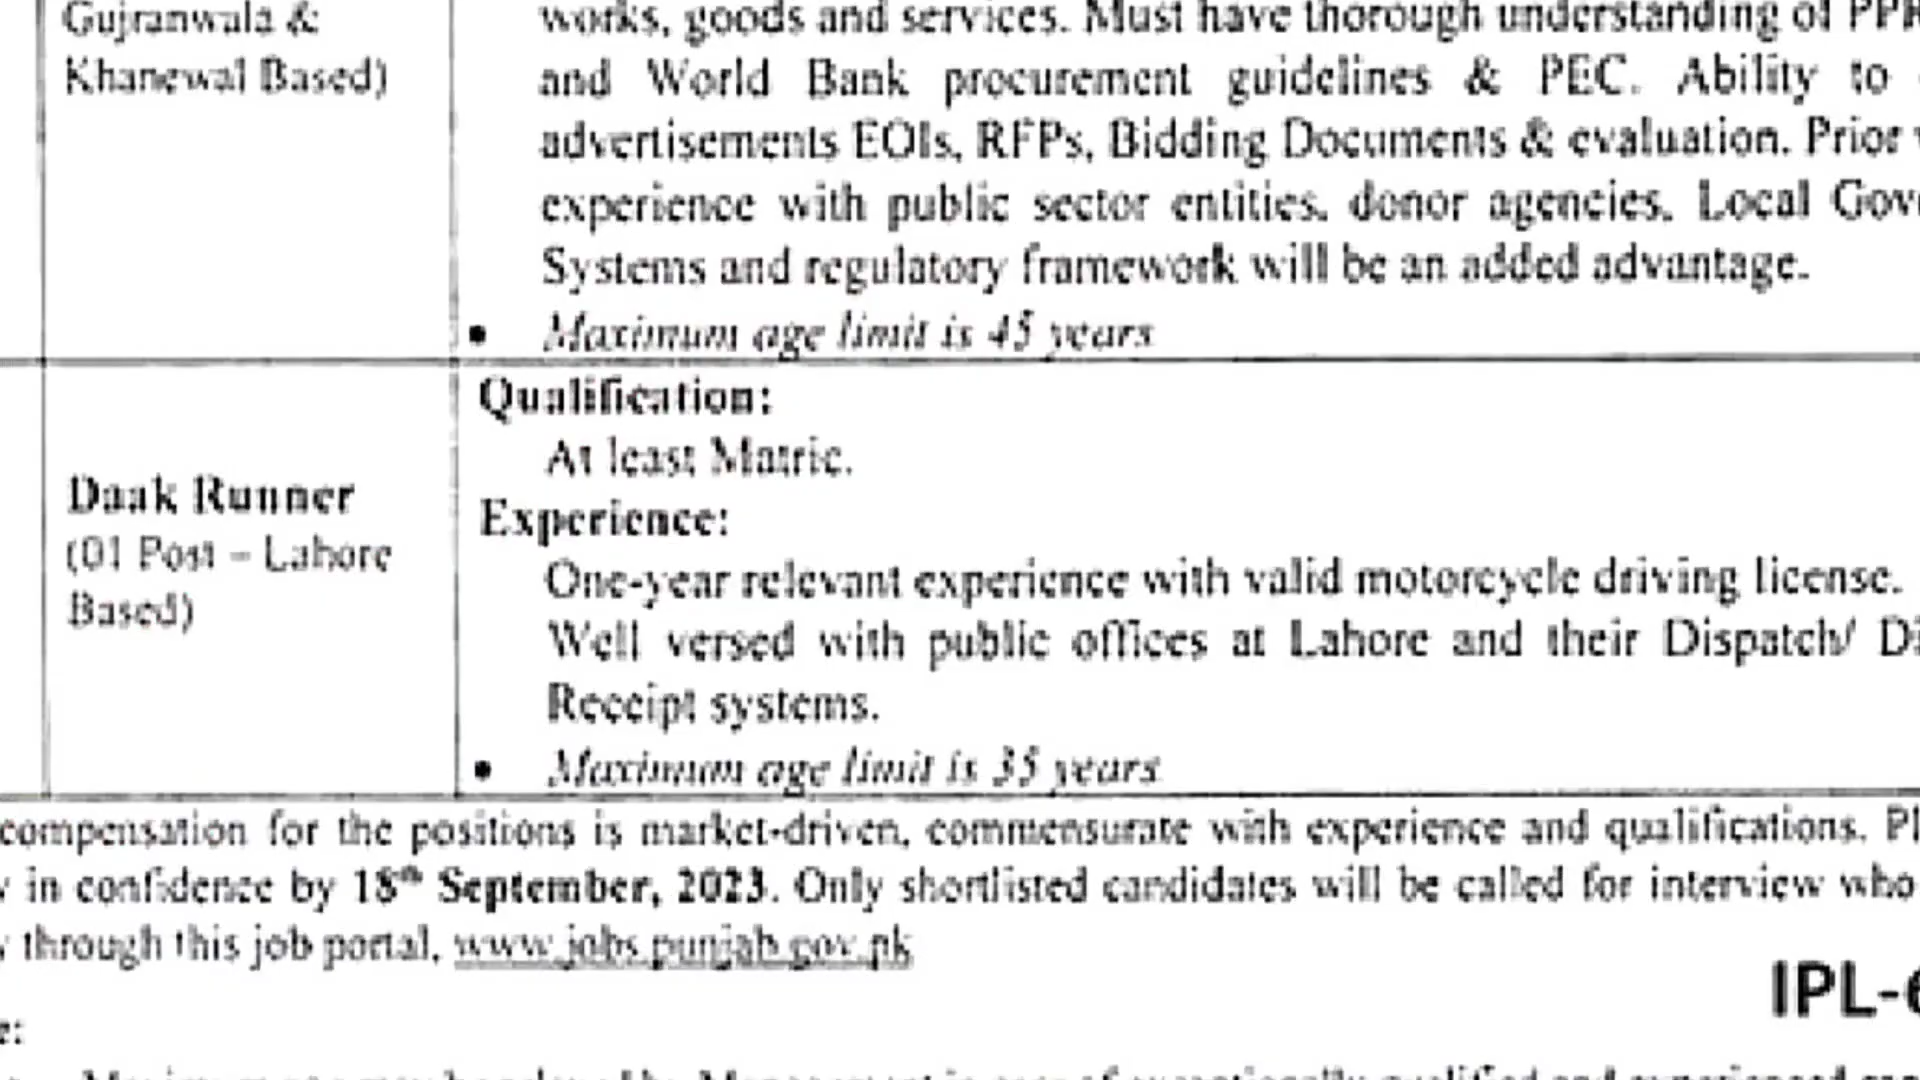 Gujranwala &
Khanewal Based)
works, goods and services. Must have thorough understanding of
and World Bank procurement guidelines & PEC. Ability to
advertisements EOIs, RFPs, Bidding Documents & evaluation. Prior
experience with public sector entities, donor agencies, Local
Systems and regulatory framework will be an added advantage.
• Maximum age limit is 45 years
Daak Runner
(01 Post – Lahore
Based)
Qualification:
At least Matric.
Experience:
One-year relevant experience with valid motorcycle driving license.
Well versed with public offices at Lahore and their Dispatch/
Receipt systems.
• Maximum age limit is 35 years
compensation for the positions is market-driven, commensurate with experience and qualifications.
in confidence by 18th September, 2023. Only shortlisted candidates will be called for interview who
through this job portal, www.jobs.punjab.gov.pk
IPL-6